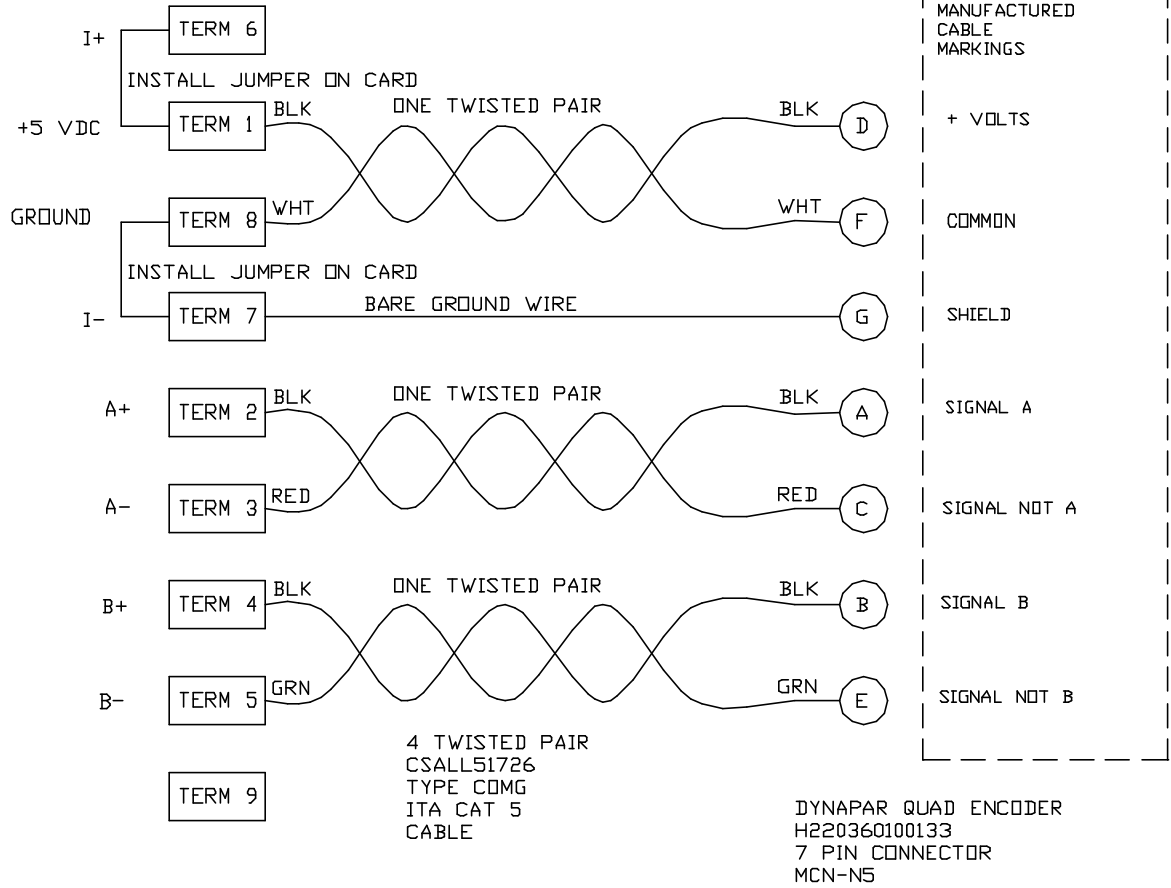 MANUFACTURED
CABLE
MARKINGS
I+ TERM 6
INSTALL JUMPER ON CARD
+5 VDC TERM 1 BLK ONE TWISTED PAIR BLK D + VOLTS
GROUND TERM 8 WHT WHT F COMMON
INSTALL JUMPER ON CARD
I- TERM 7 BARE GROUND WIRE G SHIELD
A+ TERM 2 BLK ONE TWISTED PAIR BLK A SIGNAL A
A- TERM 3 RED RED C SIGNAL NOT A
B+ TERM 4 BLK ONE TWISTED PAIR BLK B SIGNAL B
B- TERM 5 GRN GRN E SIGNAL NOT B
TERM 9
4 TWISTED PAIR
CSALL51726
TYPE COMG
ITA CAT 5
CABLE
DYNAPAR QUAD ENCODER
H220360100133
7 PIN CONNECTOR
MCN-N5